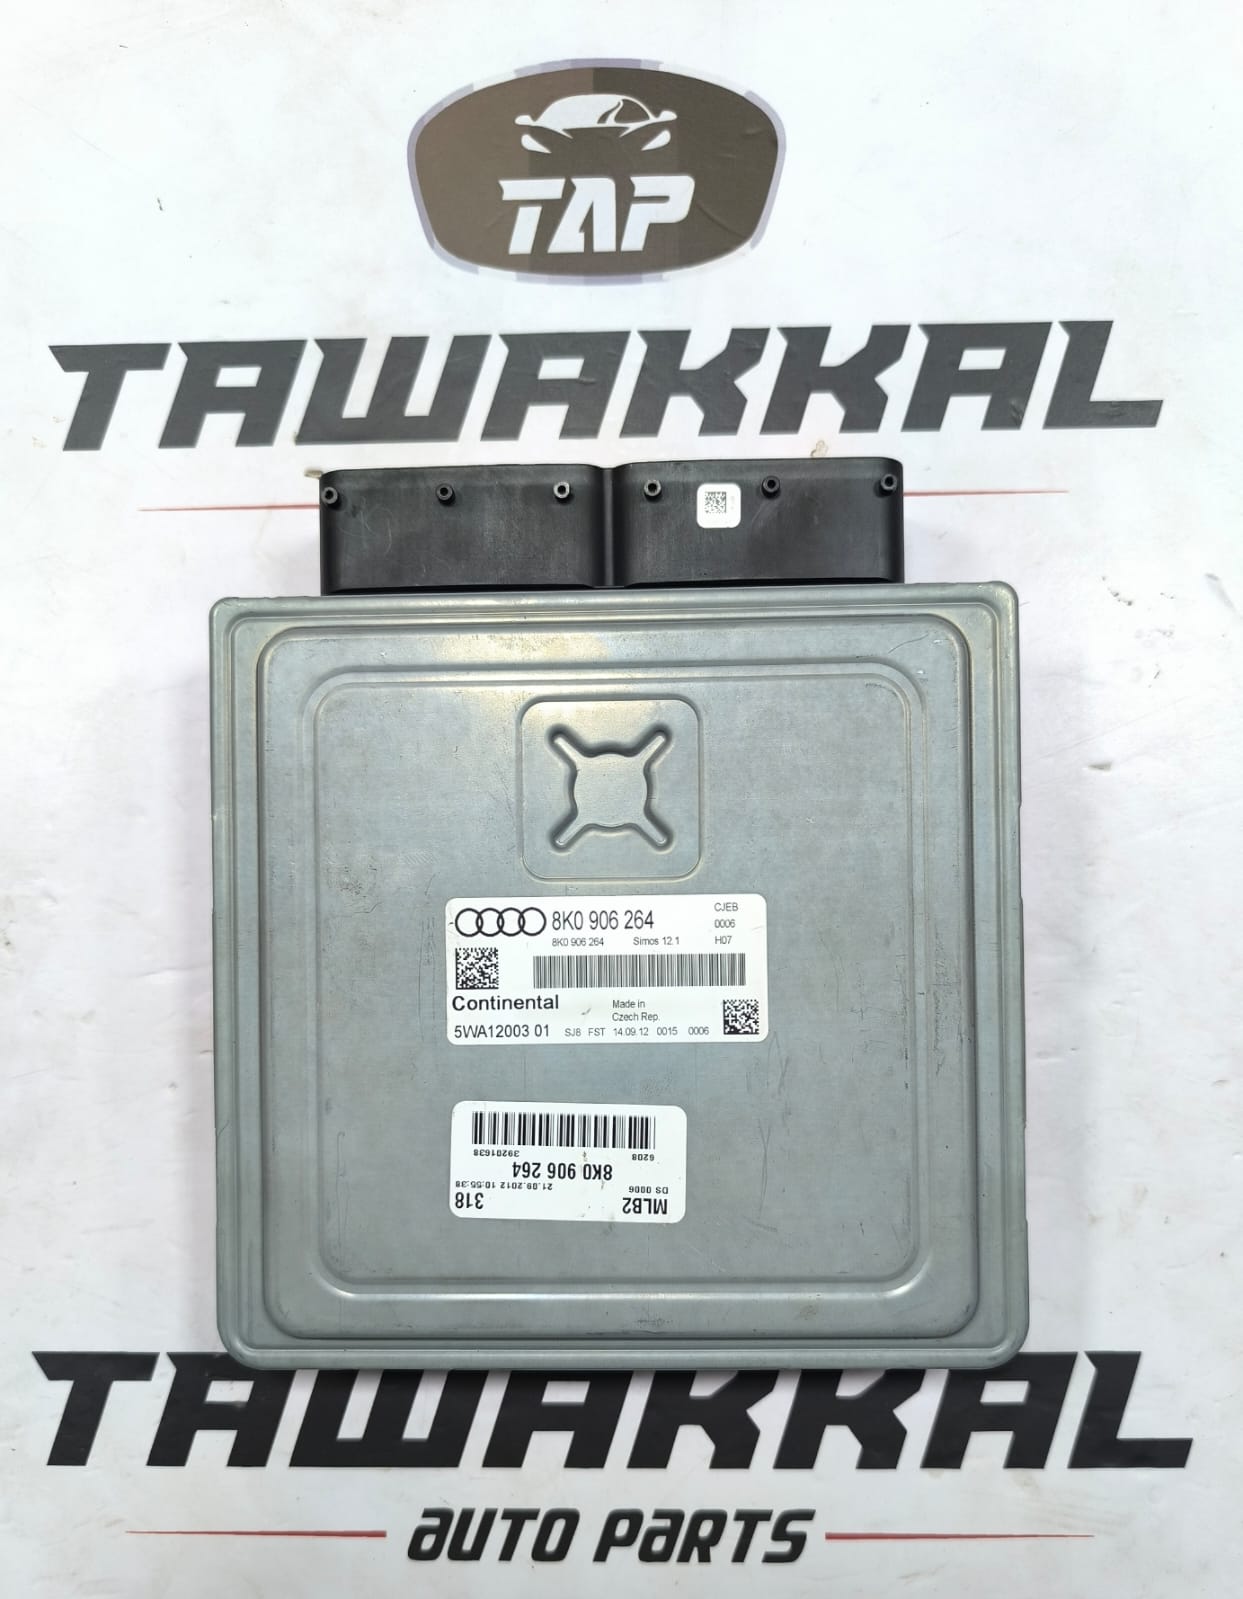 TAP
TAWAKKAL
8K0 906 264
CJEB
8K0 906 264 Simos 12.1
0006
H07
Continental
Made in
Czech Rep.
5WA12003 01 SJB FST 14.09.12 0015 0006
MLB2 318
DS 0006 21.09.2012 10:55:38
8K0 906 264
6208 39201638
TAWAKKAL
AUTO PARTS